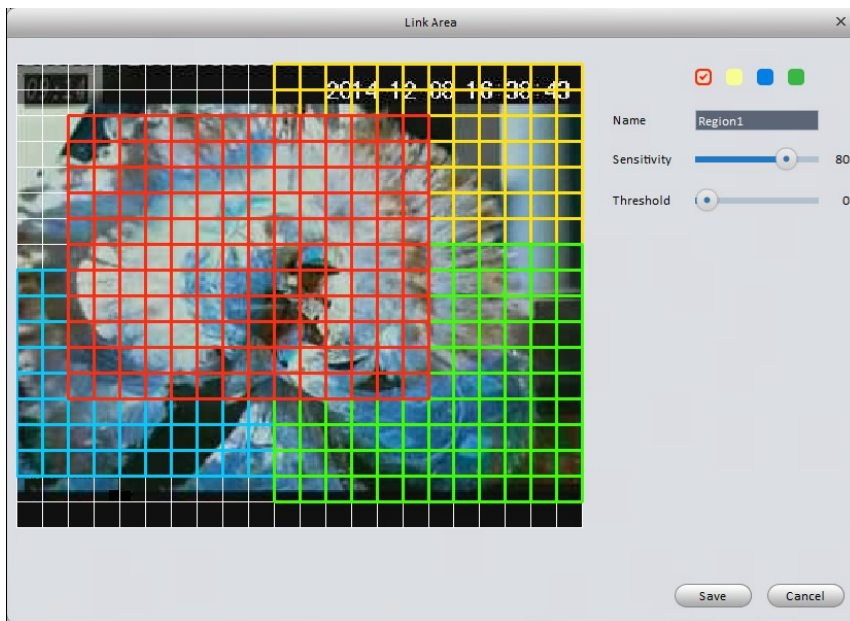 Link Area
2014-12-08 16:38:43
Name
Region1
Sensitivity
80
Threshold
0
Save
Cancel